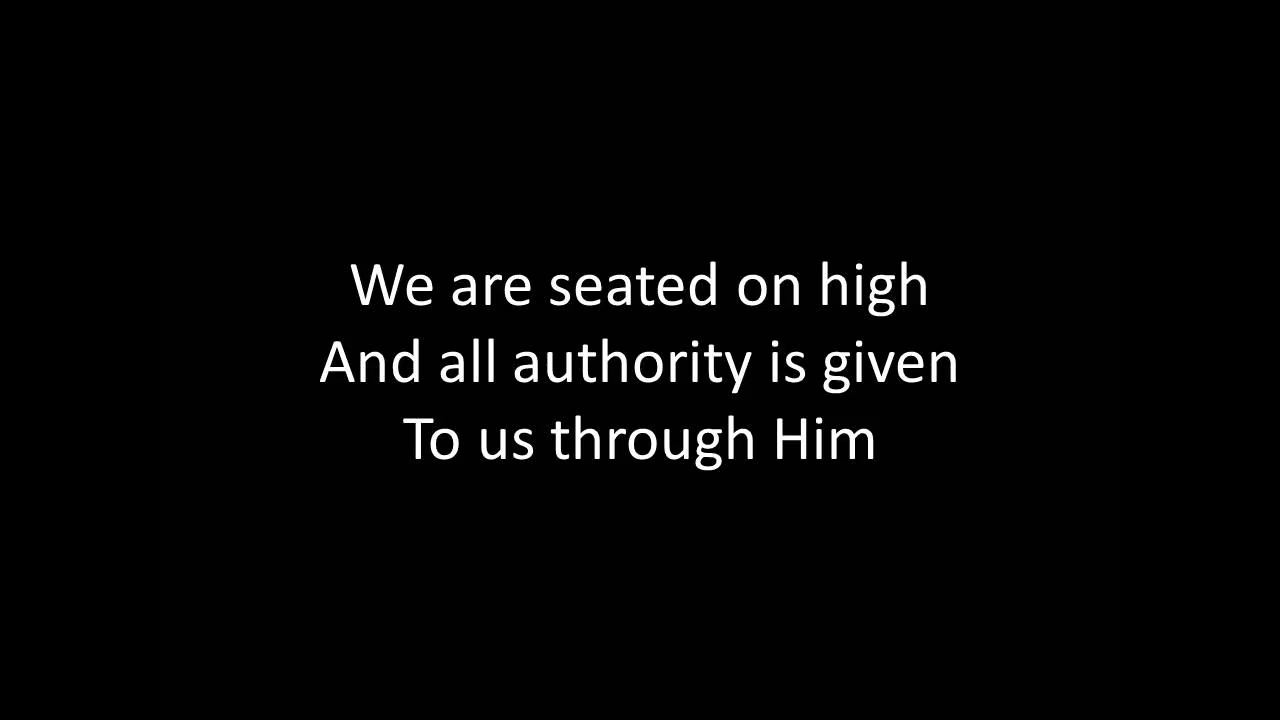 We are seated on high
And all authority is given
To us through Him